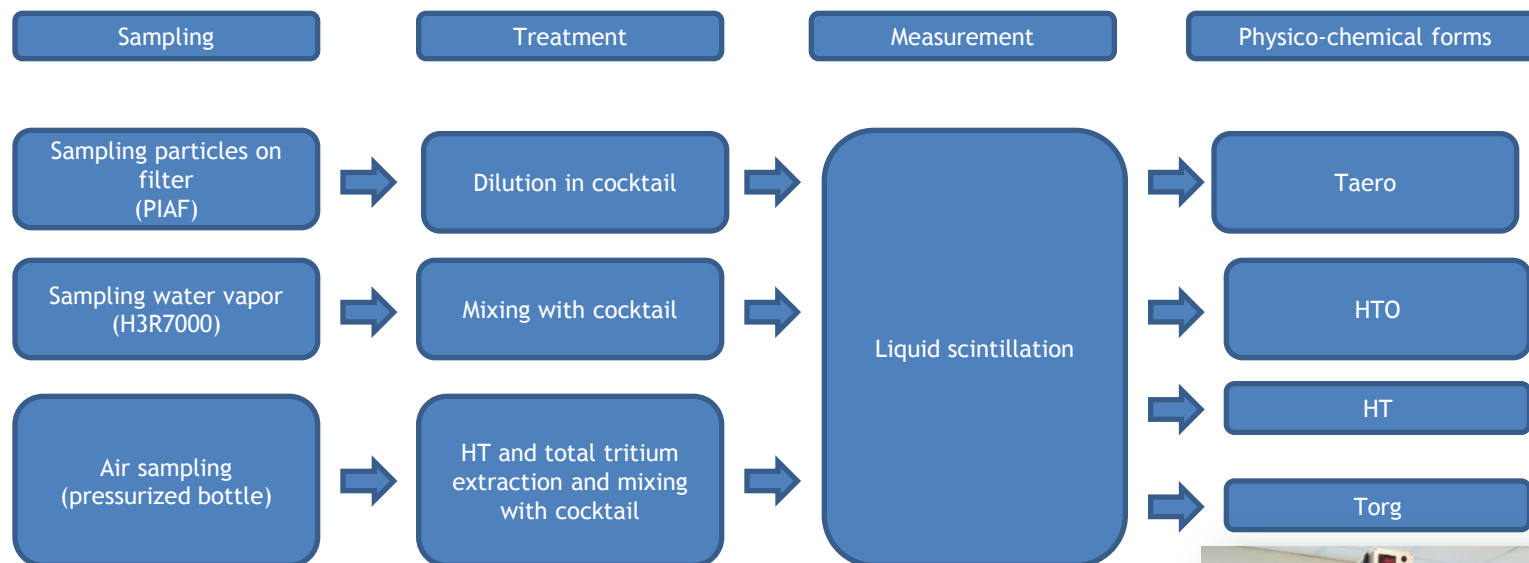 Sampling
Treatment
Measurement
Physico-chemical forms
Sampling particles on
filter
(PIAF)
Dilution in cocktail
Taero
Sampling water vapor
(H3R7000)
Mixing with cocktail
Liquid scintillation
HTO
HT
Air sampling
(pressurized bottle)
HT and total tritium
extraction and mixing
with cocktail
Torg